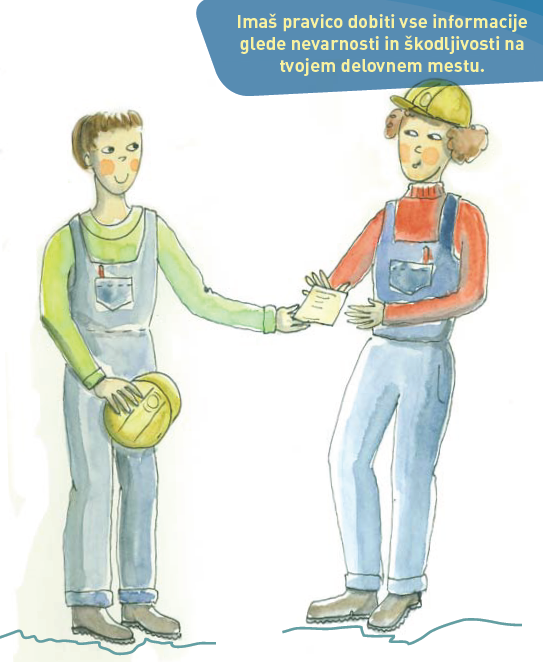 Imaš pravico dobiti vse informacije
glede nevarnosti in škodljivosti na
tvojem delovnem mestu.